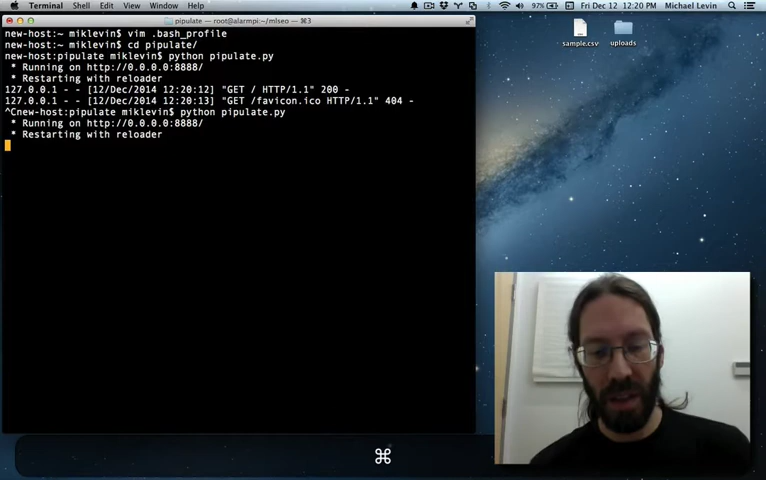 Terminal Shell Edit View Window Help 97% Fri Dec 12 12:20 PM Michael Levin
pipulate — root@alarmpi:~/mlseo — ⌘3
new-host:~ miklevin$ vim .bash_profile
new-host:~ miklevin$ cd pipulate/
new-host:pipulate miklevin$ python pipulate.py
* Running on http://0.0.0.0:8888/
* Restarting with reloader
127.0.0.1 - - [12/Dec/2014 12:20:12] "GET / HTTP/1.1" 200 -
127.0.0.1 - - [12/Dec/2014 12:20:13] "GET /favicon.ico HTTP/1.1" 404 -
^Cnew-host:pipulate miklevin$ python pipulate.py
* Running on http://0.0.0.0:8888/
* Restarting with reloader
sample.csv uploads
⌘